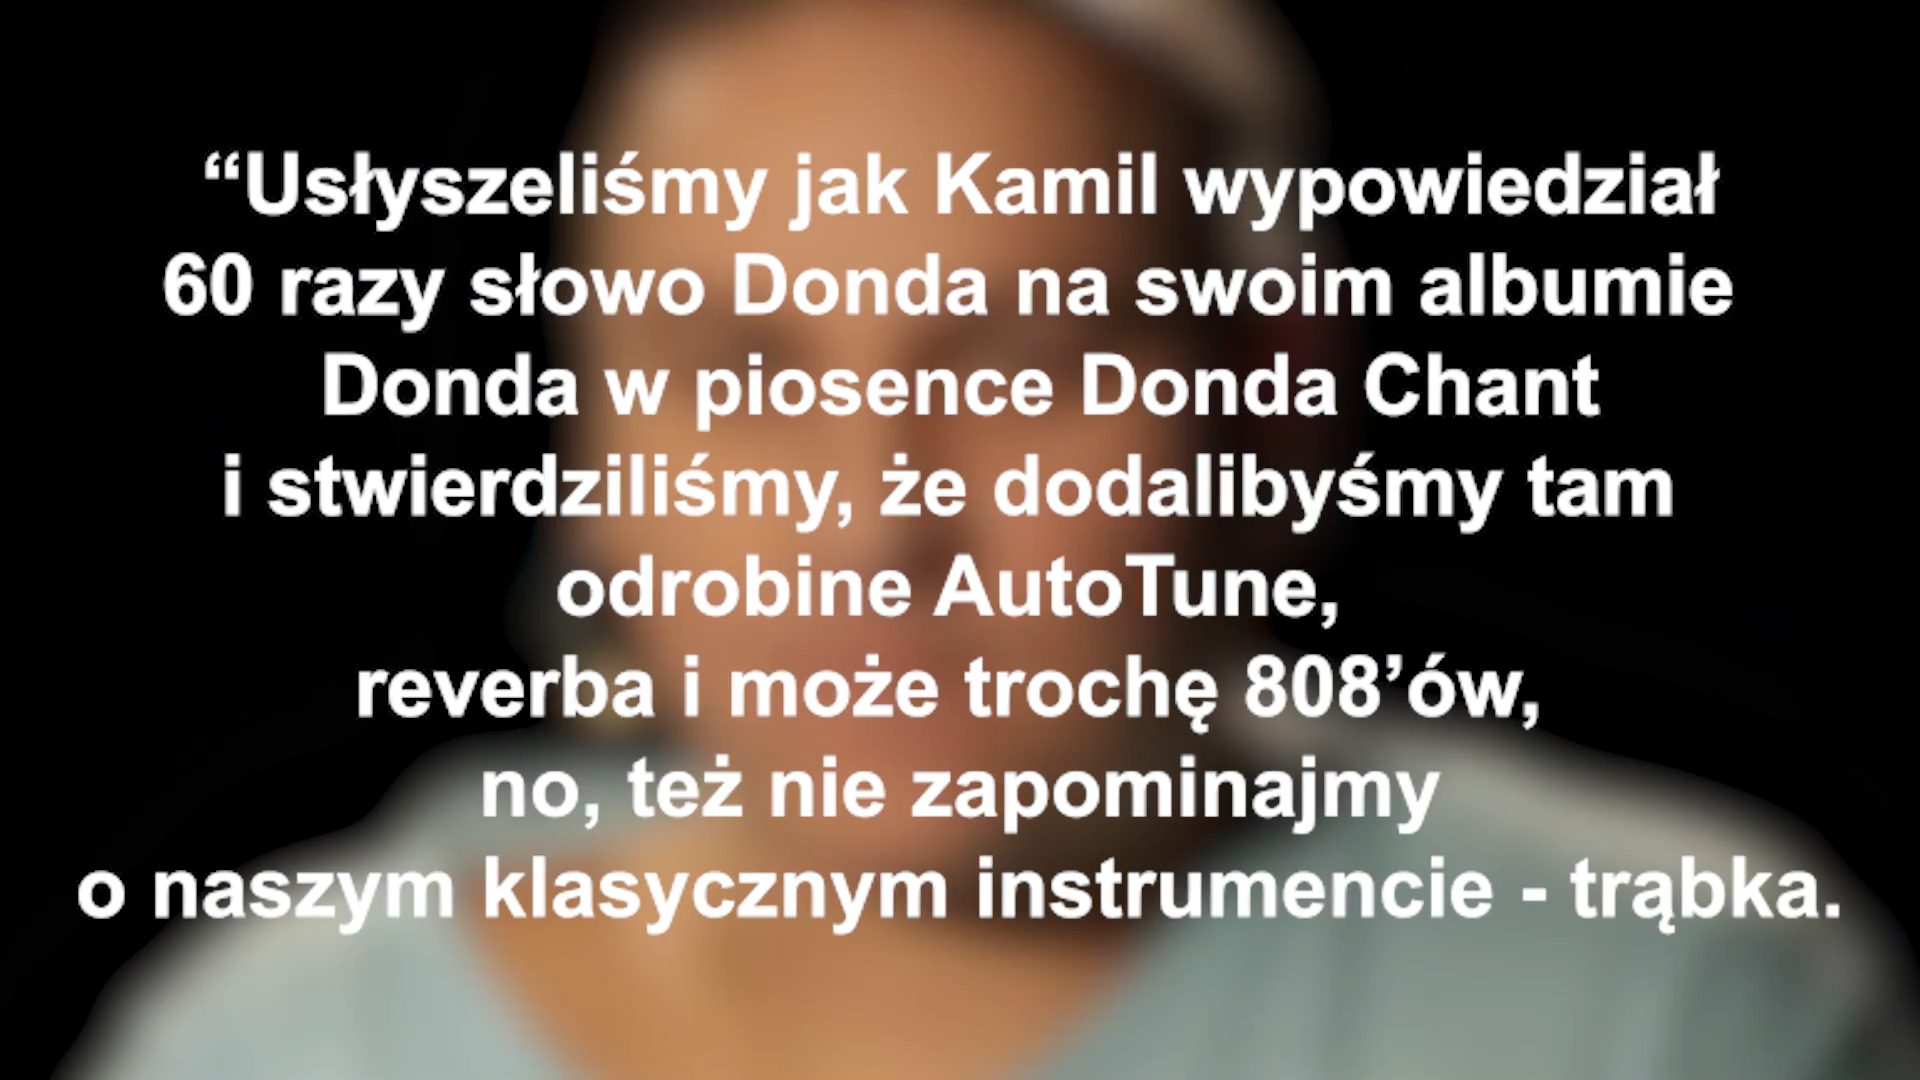 “Usłyszeliśmy jak Kamil wypowiedział
60 razy słowo Donda na swoim albumie
Donda w piosence Donda Chant
i stwierdziliśmy, że dodalibyśmy tam
odrobine AutoTune,
reverba i może trochę 808’ów,
no, też nie zapominajmy
o naszym klasycznym instrumencie - trąbka.